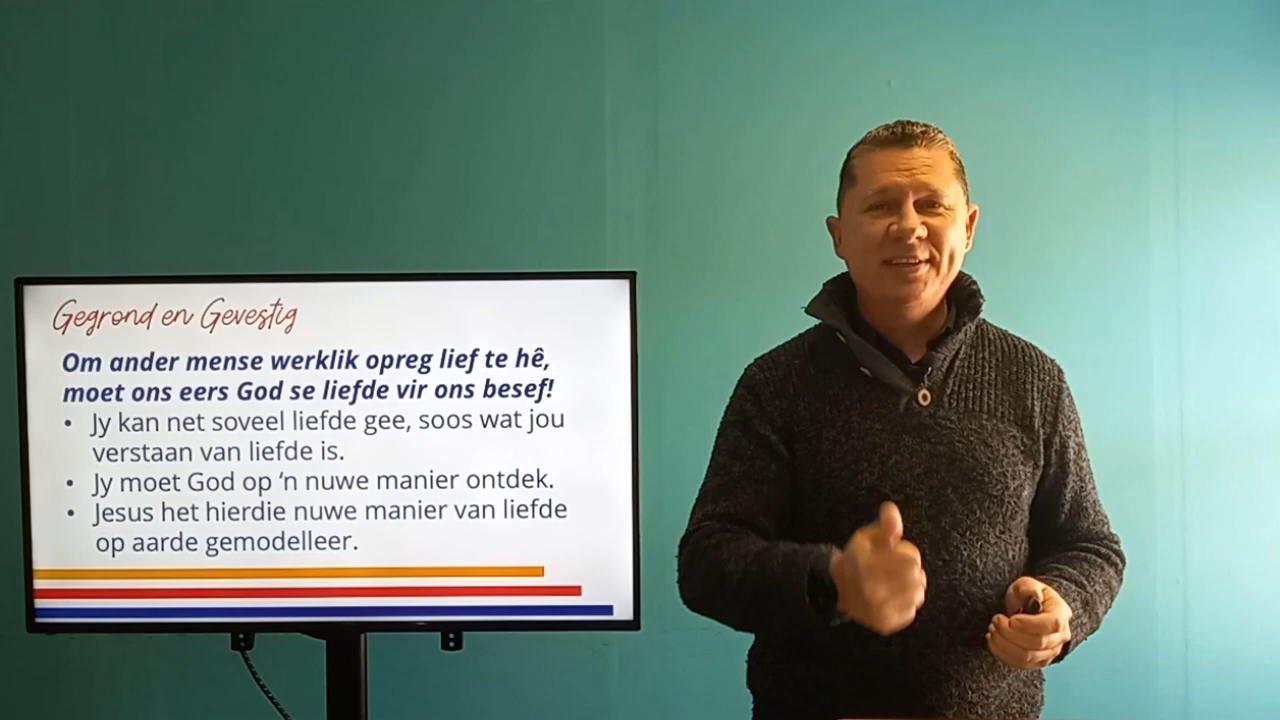 Gegrond en Gevestig
Om ander mense werklik opreg lief te hê,
moet ons eers God se liefde vir ons besef!
• Jy kan net soveel liefde gee, soos wat jou
verstaan van liefde is.
• Jy moet God op ‘n nuwe manier ontdek.
• Jesus het hierdie nuwe manier van liefde
op aarde gemodelleer.